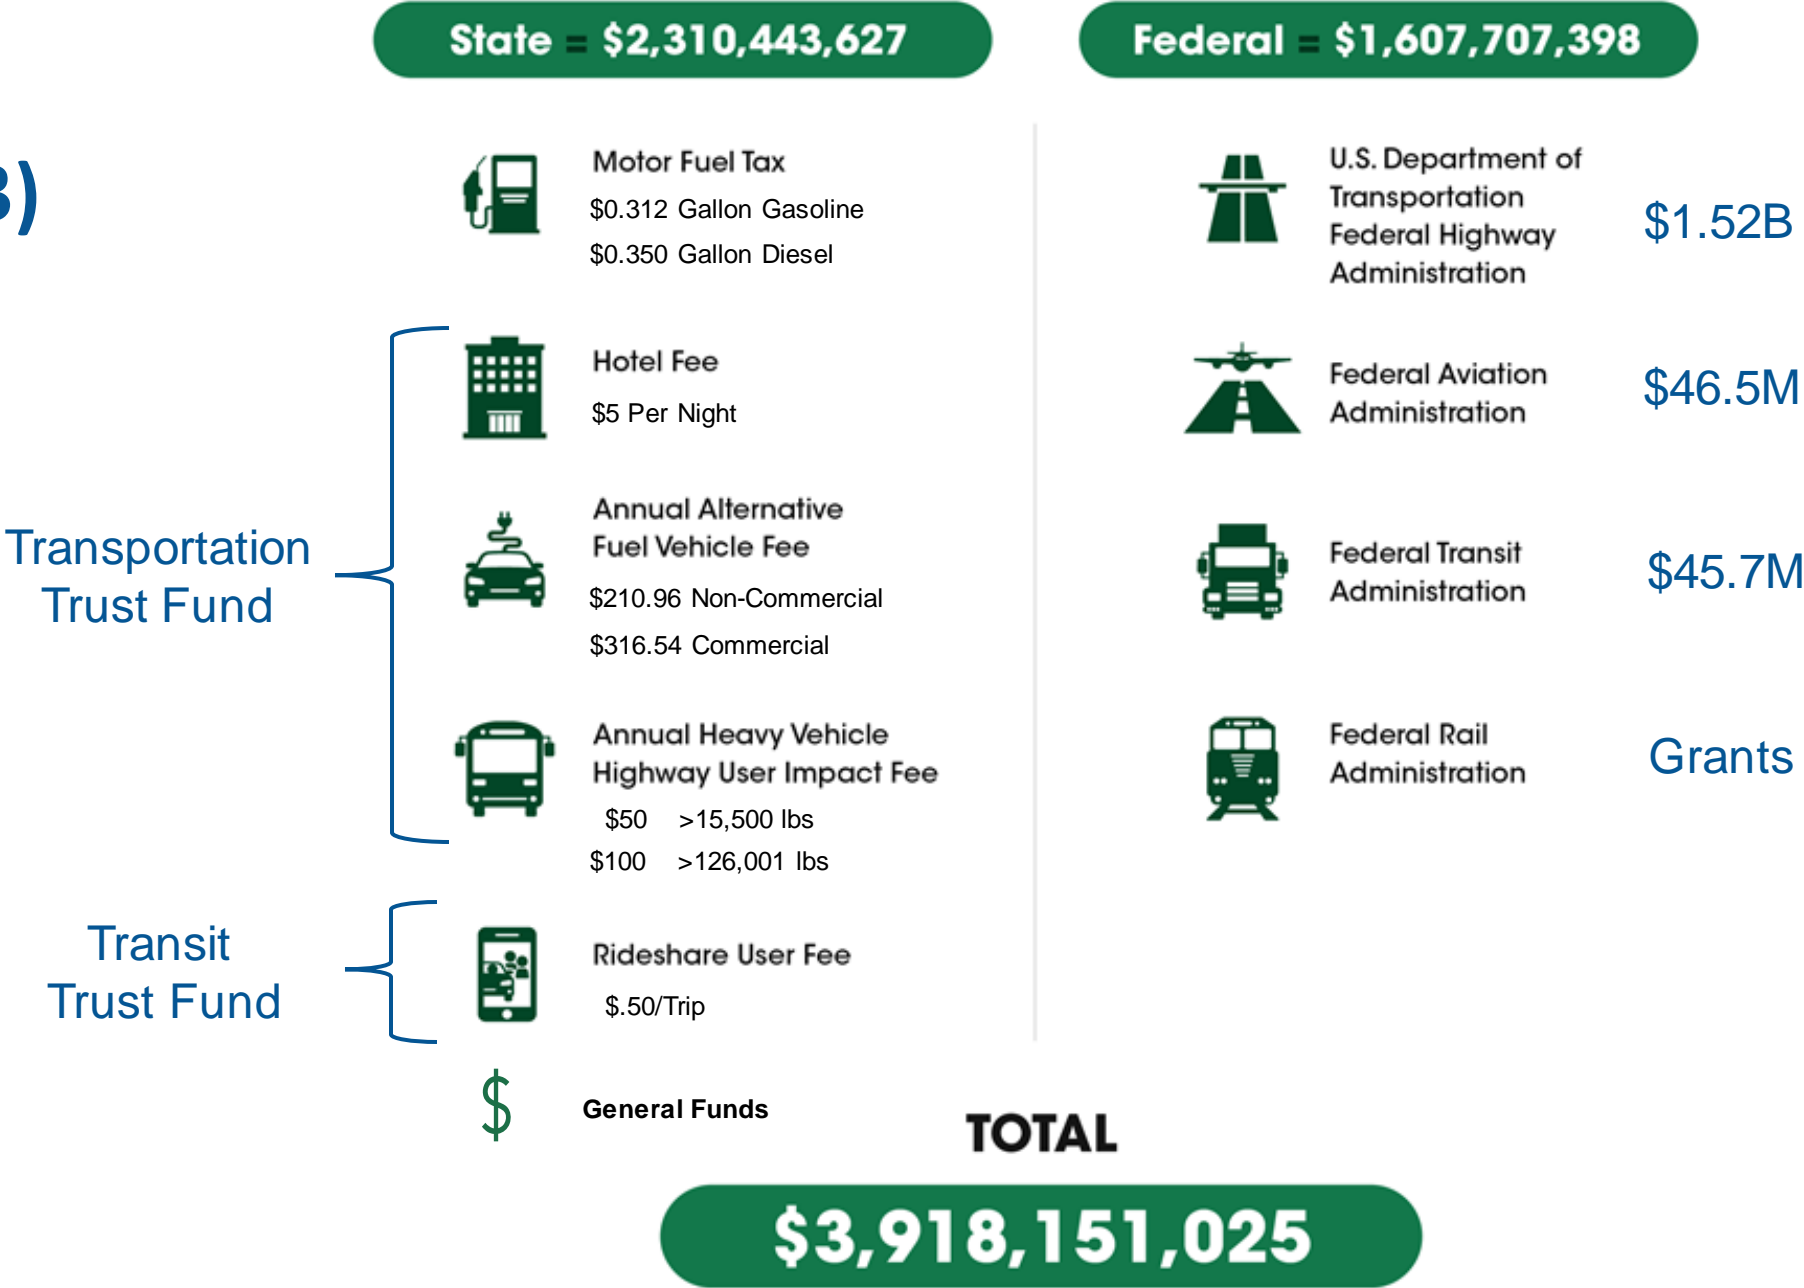 State = $2,310,443,627
Federal = $1,607,707,398
)
Motor Fuel Tax
$0.312 Gallon Gasoline
$0.350 Gallon Diesel
Transportation
Trust Fund
Hotel Fee
$5 Per Night
Annual Alternative
Fuel Vehicle Fee
$210.96 Non-Commercial
$316.54 Commercial
Annual Heavy Vehicle
Highway User Impact Fee
$50 >15,500 lbs
$100 >126,001 lbs
Transit
Trust Fund
Rideshare User Fee
$.50/Trip
$
General Funds
U.S. Department of
Transportation
Federal Highway
Administration
$1.52B
Federal Aviation
Administration
$46.5M
Federal Transit
Administration
$45.7M
Federal Rail
Administration
Grants
TOTAL
$3,918,151,025